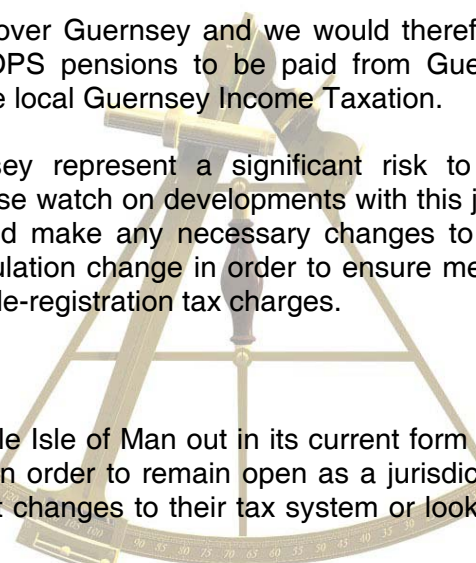 over Guernsey and we would theref
OPS pensions to be paid from Gue
e local Guernsey Income Taxation.
sey represent a significant risk to
se watch on developments with this j
d make any necessary changes to
ulation change in order to ensure me
de-registration tax charges.
le Isle of Man out in its current form
n order to remain open as a jurisdic
t changes to their tax system or look